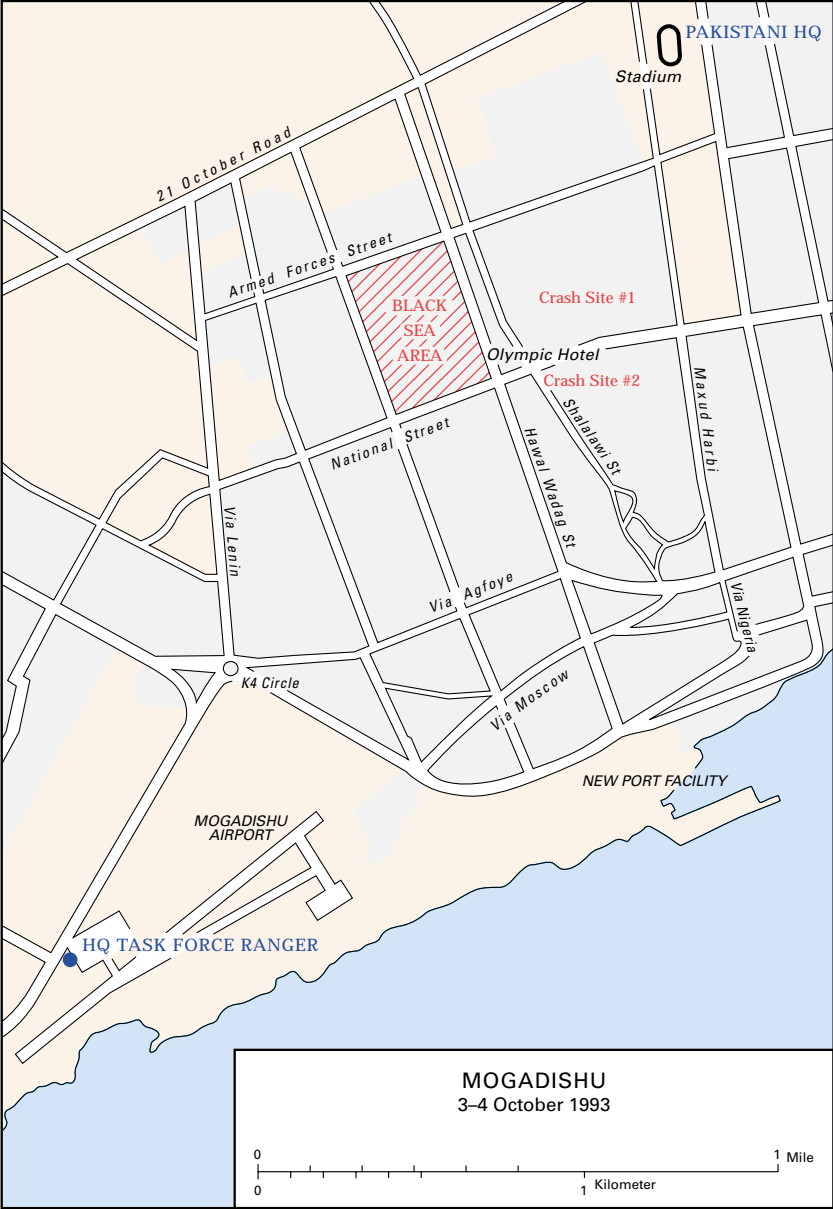 PAKISTANI HQ
Stadium
21 October Road
Armed Forces Street
BLACK
SEA
AREA
Crash Site #1
Olympic Hotel
Crash Site #2
National Street
Shalalawi St
Maxud Harbi
Hawal Wadag St
Via Lenin
Via Agfoye
Via Nigeria
K4 Circle
Via Moscow
NEW PORT FACILITY
MOGADISHU
AIRPORT
HQ TASK FORCE RANGER
MOGADISHU
3–4 October 1993
0 1 Mile
0 1 Kilometer